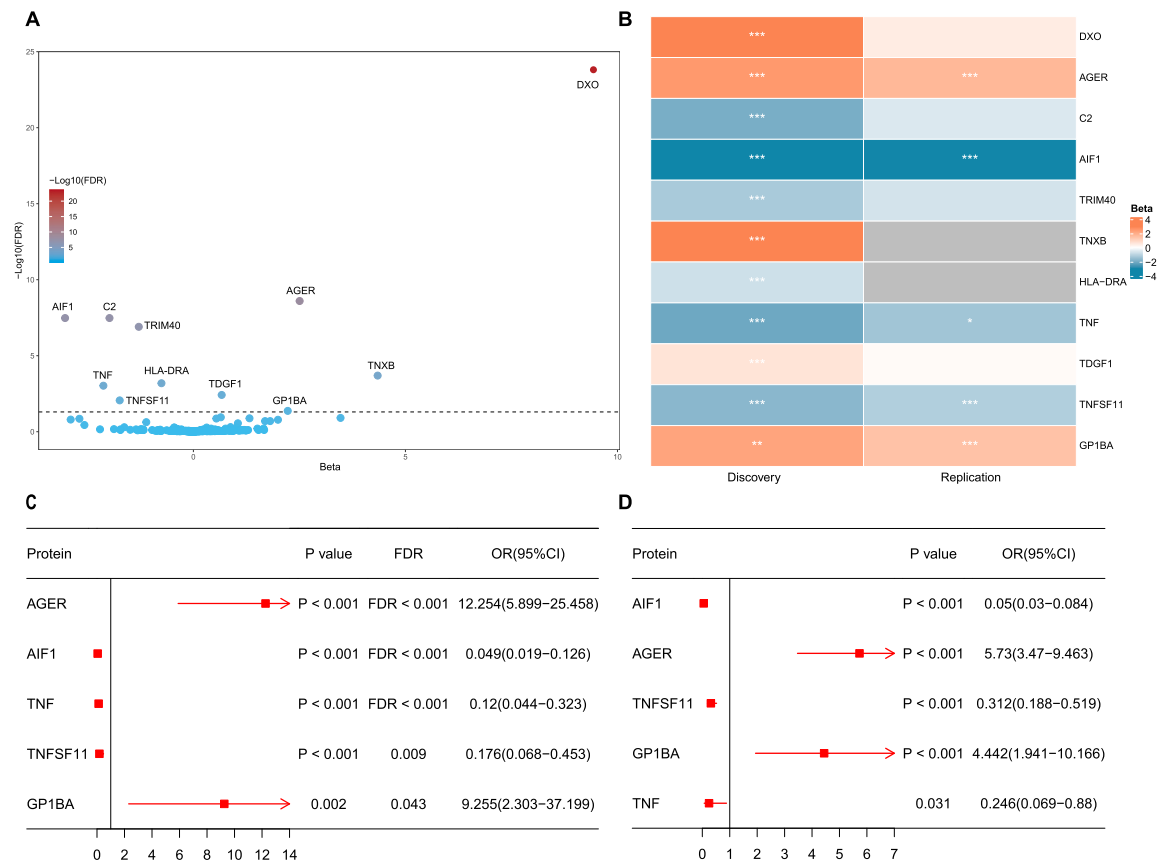 A
25
20
15
10
5
0
−Log10(FDR)
−Log10(FDR)
20
15
10
5
DXO
AGER
AIF1
C2
TRIM40
TNXB
TNF
HLA−DRA
TDGF1
TNFSF11
GP1BA
0
5
10
Beta
B
*** DXO
*** *** AGER
*** C2
*** *** AIF1
*** TRIM40
*** TNXB
*** HLA−DRA
*** * TNF
*** TDGF1
*** *** TNFSF11
** *** GP1BA
Discovery Replication
Beta
4
2
0
−2
−4
C
Protein P value FDR OR(95%CI)
AGER P < 0.001 FDR < 0.001 12.254(5.899−25.458)
AIF1 P < 0.001 FDR < 0.001 0.049(0.019−0.126)
TNF P < 0.001 FDR < 0.001 0.12(0.044−0.323)
TNFSF11 P < 0.001 0.009 0.176(0.068−0.453)
GP1BA 0.002 0.043 9.255(2.303−37.199)
0 2 4 6 8 10 12 14
D
Protein P value OR(95%CI)
AIF1 P < 0.001 0.05(0.03−0.084)
AGER P < 0.001 5.73(3.47−9.463)
TNFSF11 P < 0.001 0.312(0.188−0.519)
GP1BA P < 0.001 4.442(1.941−10.166)
TNF 0.031 0.246(0.069−0.88)
0 1 2 3 4 5 6 7